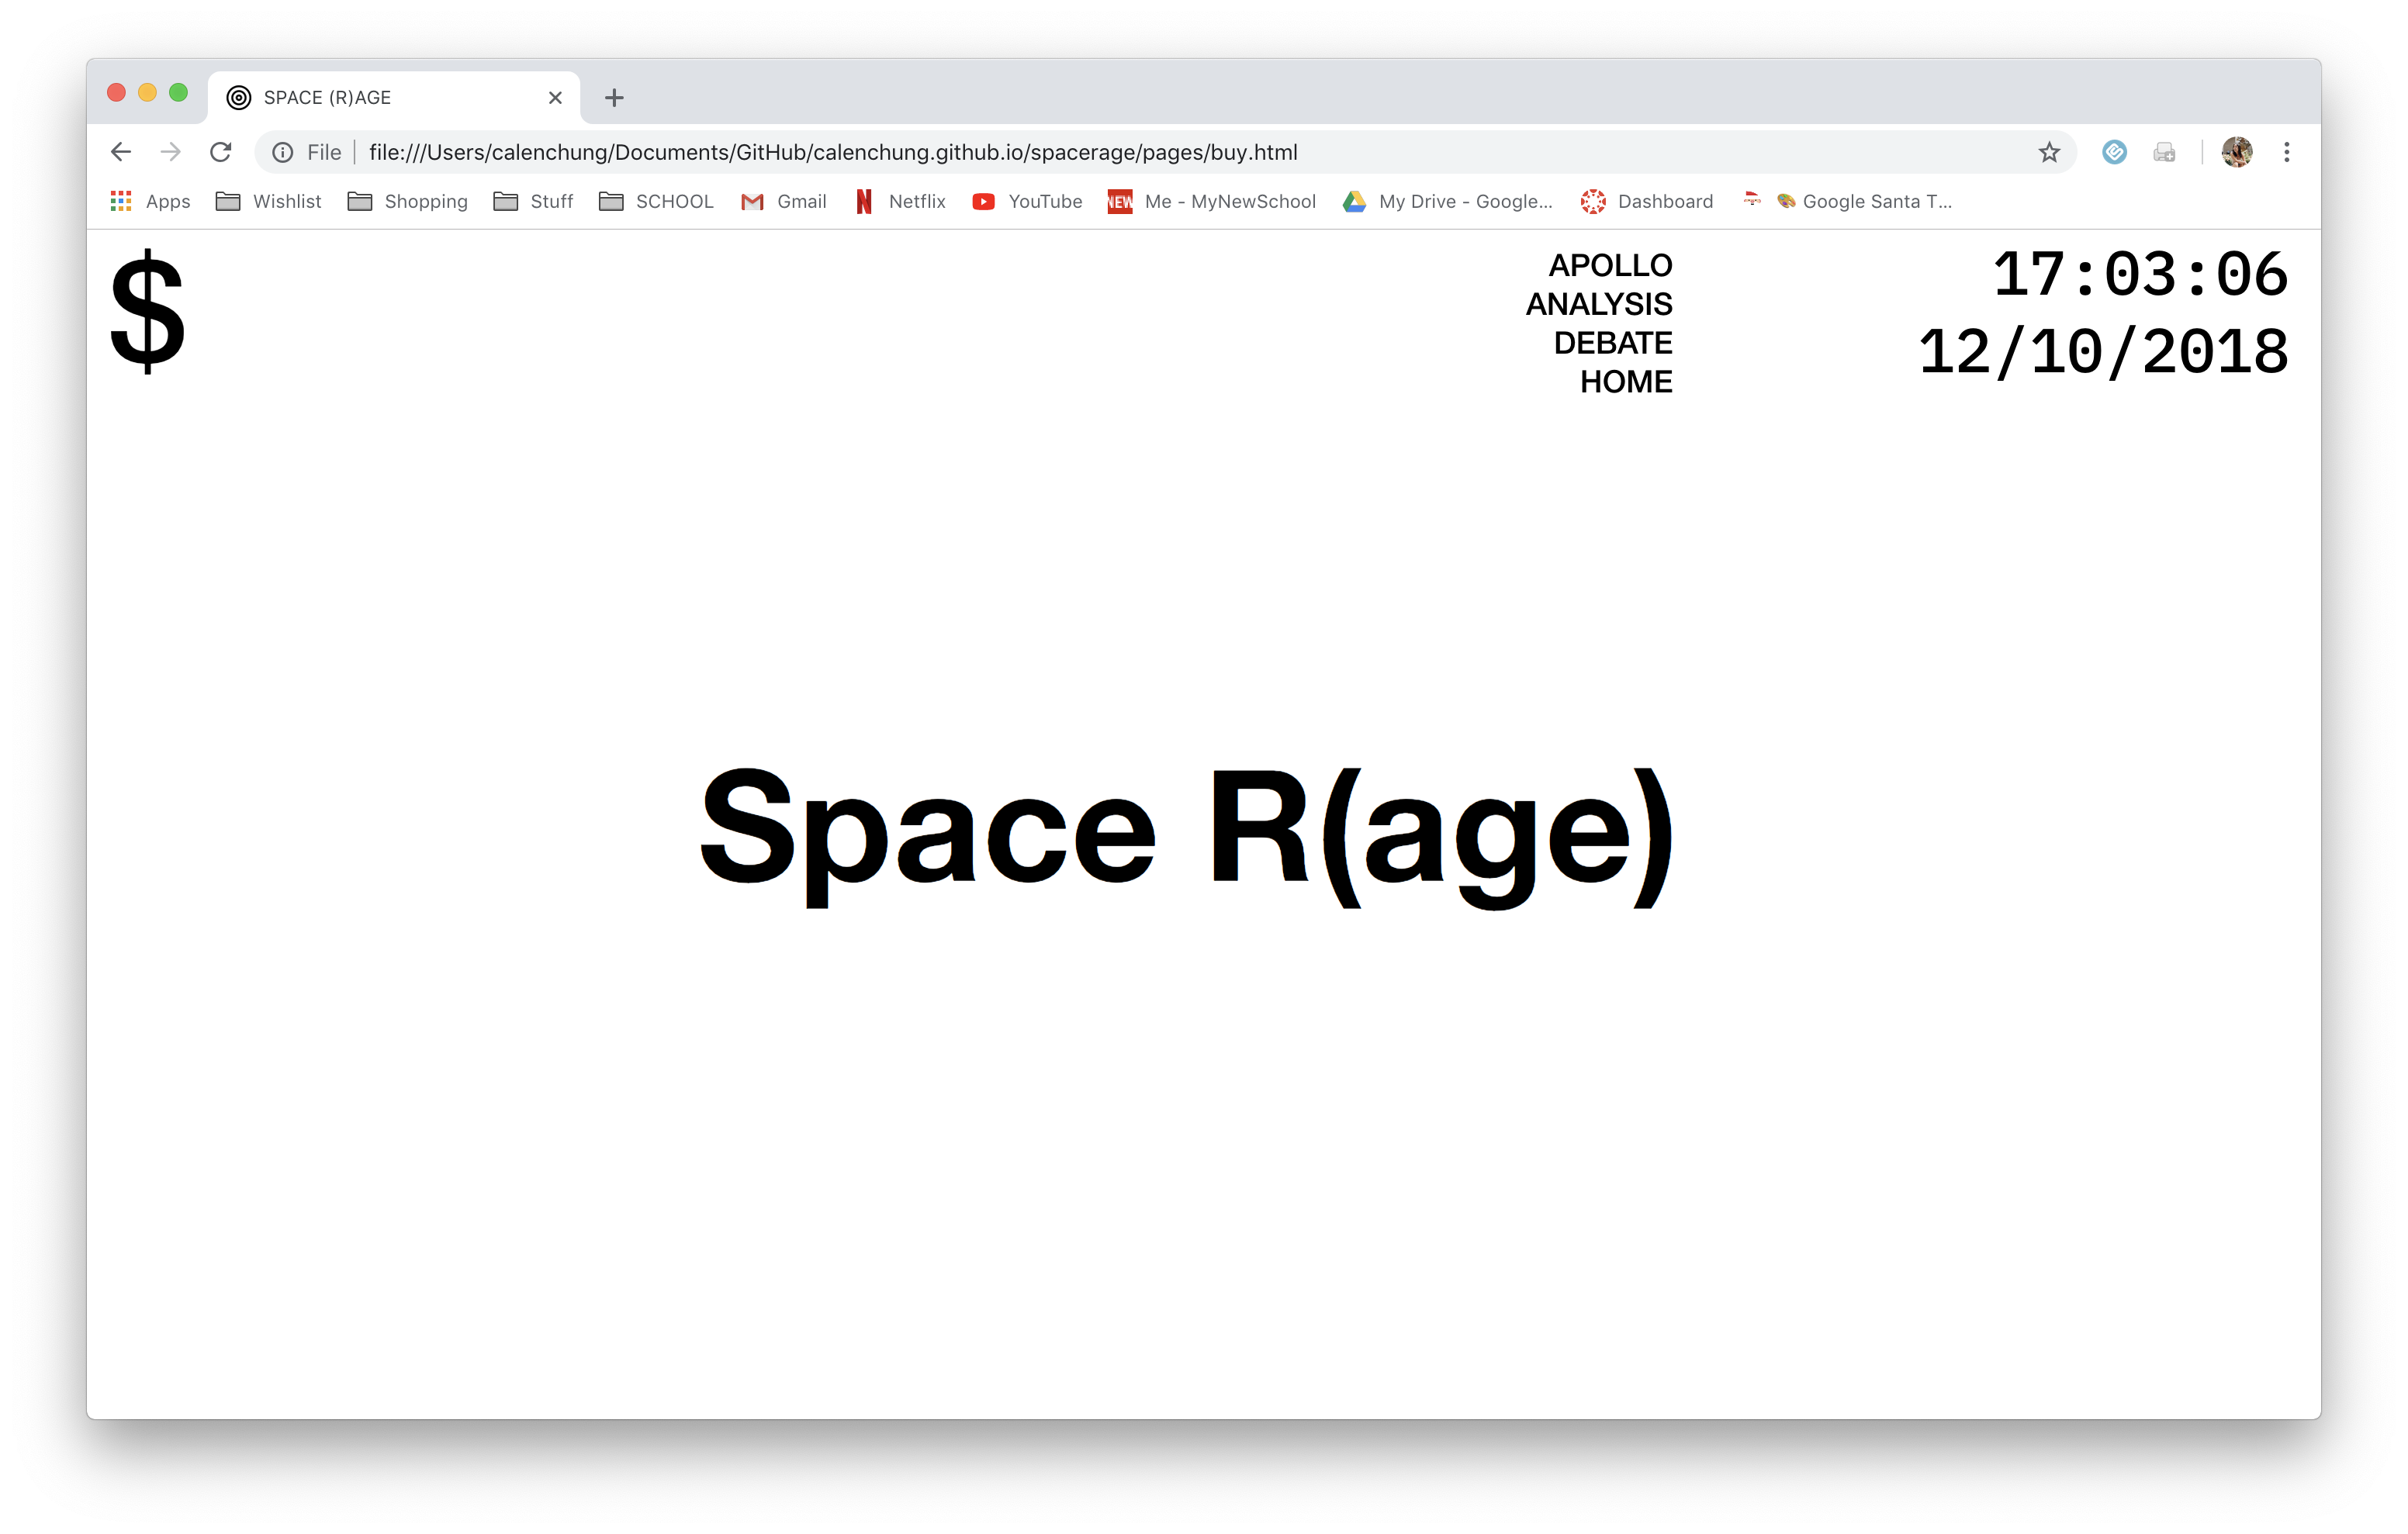 SPACE (R)AGE
File
file:///Users/calenchung/Documents/GitHub/calenchung.github.io/spacerage/pages/buy.html
Apps Wishlist Shopping Stuff SCHOOL Gmail Netflix YouTube NEW Me - MyNewSchool My Drive - Google... Dashboard Google Santa T...
$
APOLLO
ANALYSIS
DEBATE
HOME
17:03:06
12/10/2018
Space R(age)